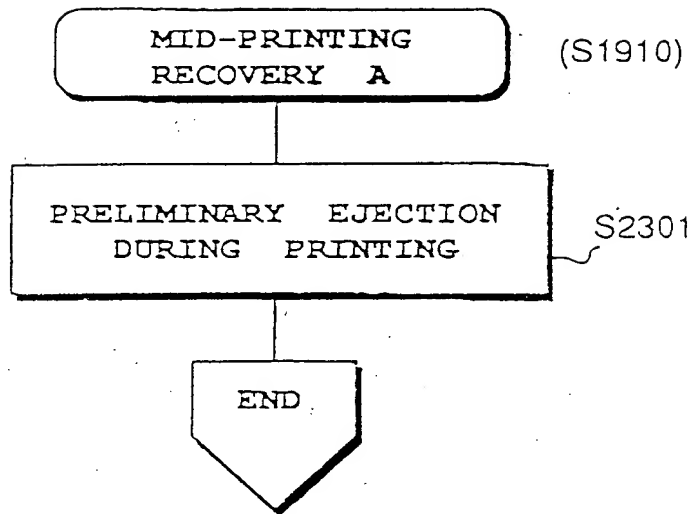 MID-PRINTING
RECOVERY A
(S1910)
PRELIMINARY EJECTION
DURING PRINTING
S2301
END